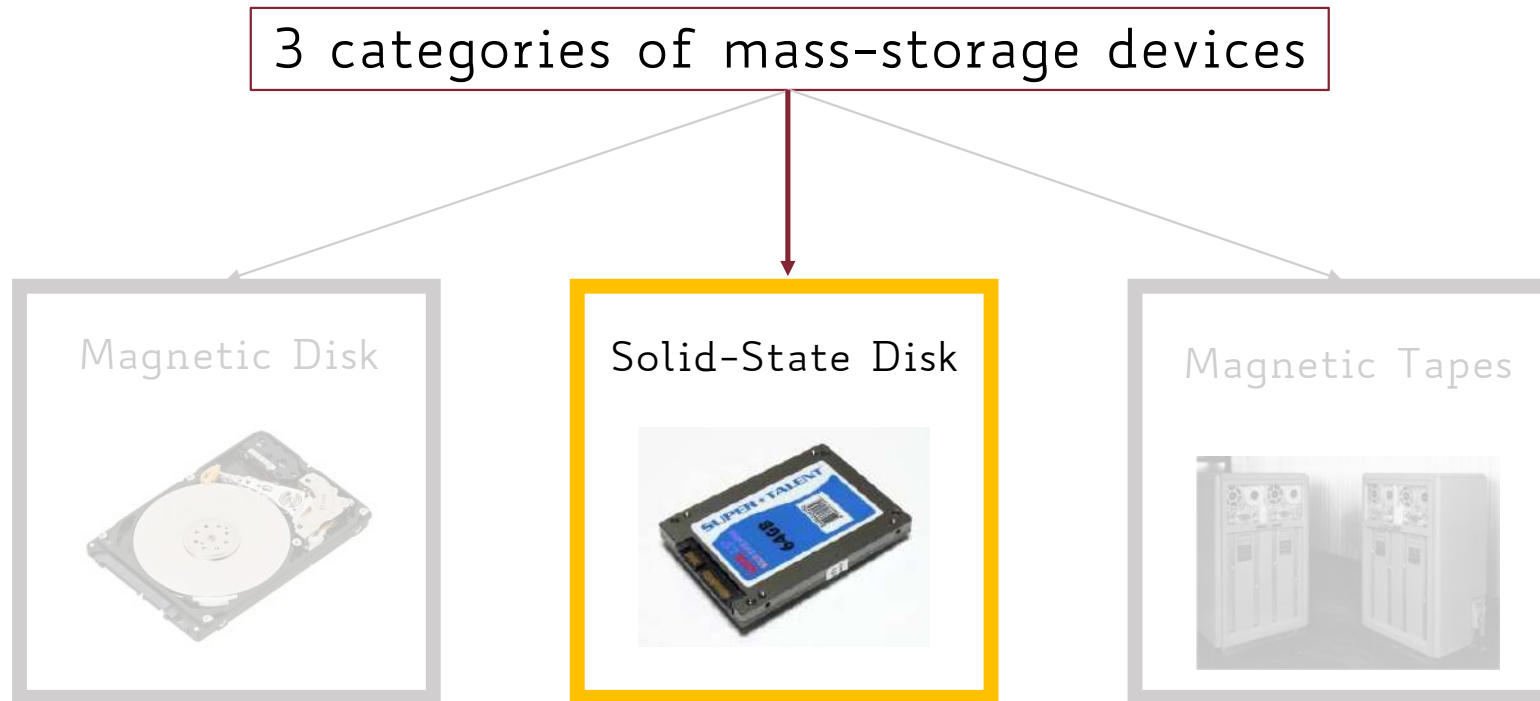 3 categories of mass-storage devices
Magnetic Disk
Solid-State Disk
Magnetic Tapes
SUPER★TALENT
64GB